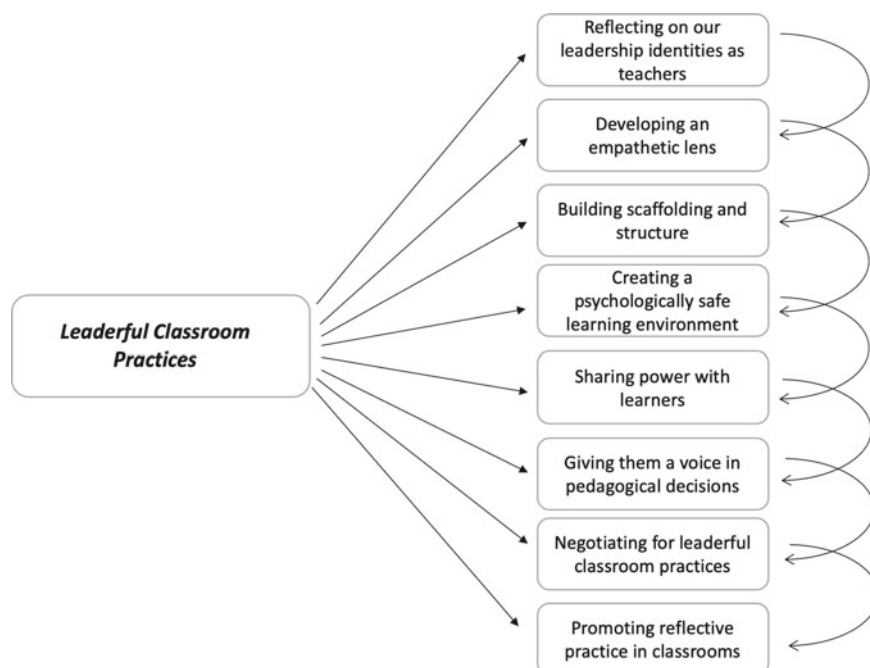 Reflecting on our
leadership identities as
teachers
Developing an
empathetic lens
Building scaffolding and
structure
Creating a
psychologically safe
learning environment
Leaderful Classroom
Practices
Sharing power with
learners
Giving them a voice in
pedagogical decisions
Negotiating for leaderful
classroom practices
Promoting reflective
practice in classrooms